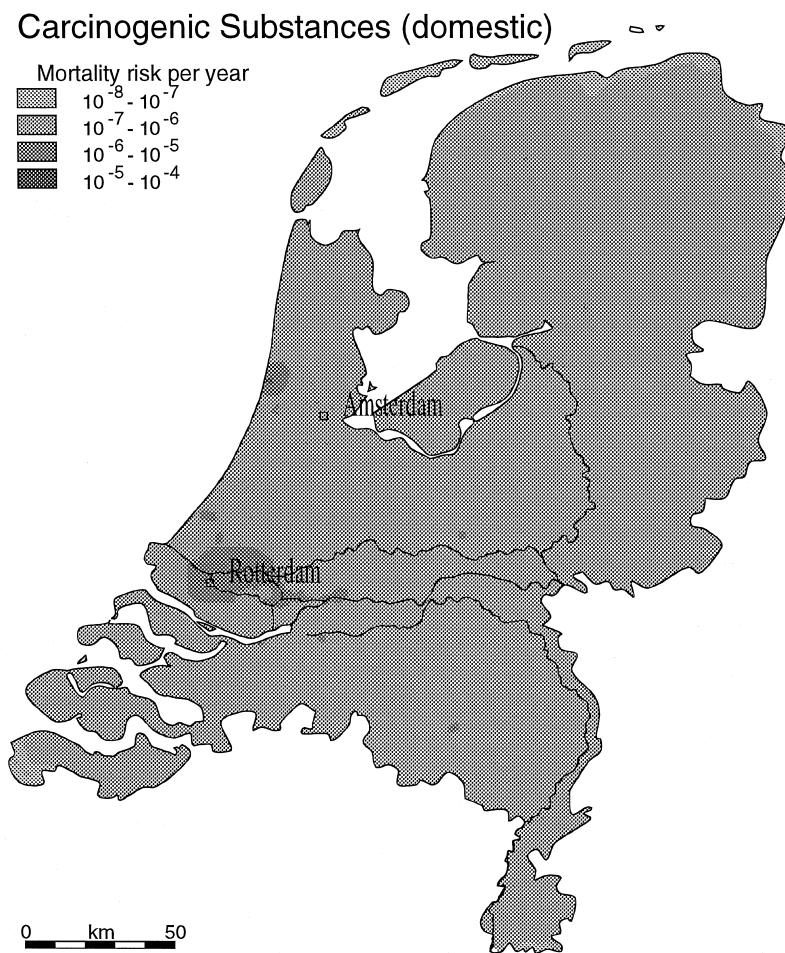 Carcinogenic Substances (domestic)
Mortality risk per year
10⁻⁸ - 10⁻⁷
10⁻⁷ - 10⁻⁶
10⁻⁶ - 10⁻⁵
10⁻⁵ - 10⁻⁴
Amsterdam
Rotterdam
0 km 50